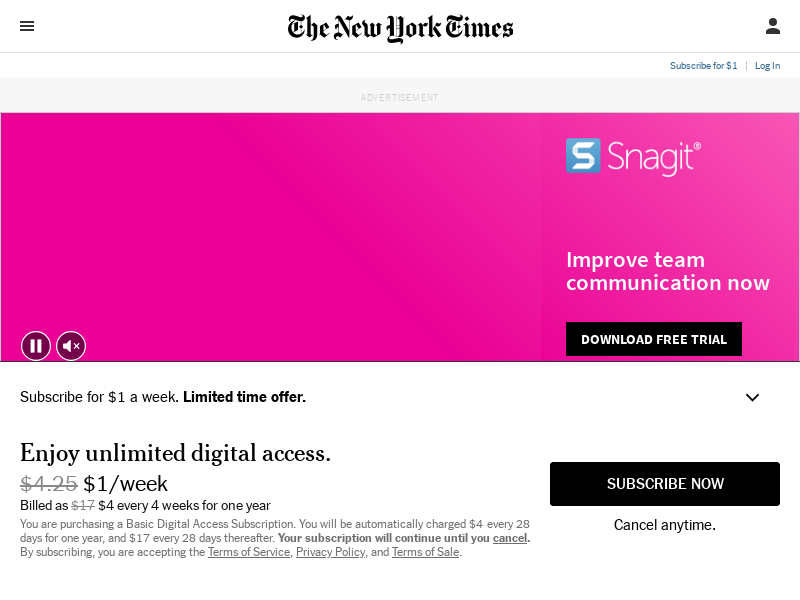 The New York Times
Subscribe for $1 | Log In
ADVERTISEMENT
S Snagit®
Improve team
communication now
DOWNLOAD FREE TRIAL
Subscribe for $1 a week. Limited time offer.
Enjoy unlimited digital access.
$4.25 $1/week
Billed as $17 $4 every 4 weeks for one year
You are purchasing a Basic Digital Access Subscription. You will be automatically charged $4 every 28
days for one year, and $17 every 28 days thereafter. Your subscription will continue until you cancel.
By subscribing, you are accepting the Terms of Service, Privacy Policy, and Terms of Sale.
SUBSCRIBE NOW
Cancel anytime.